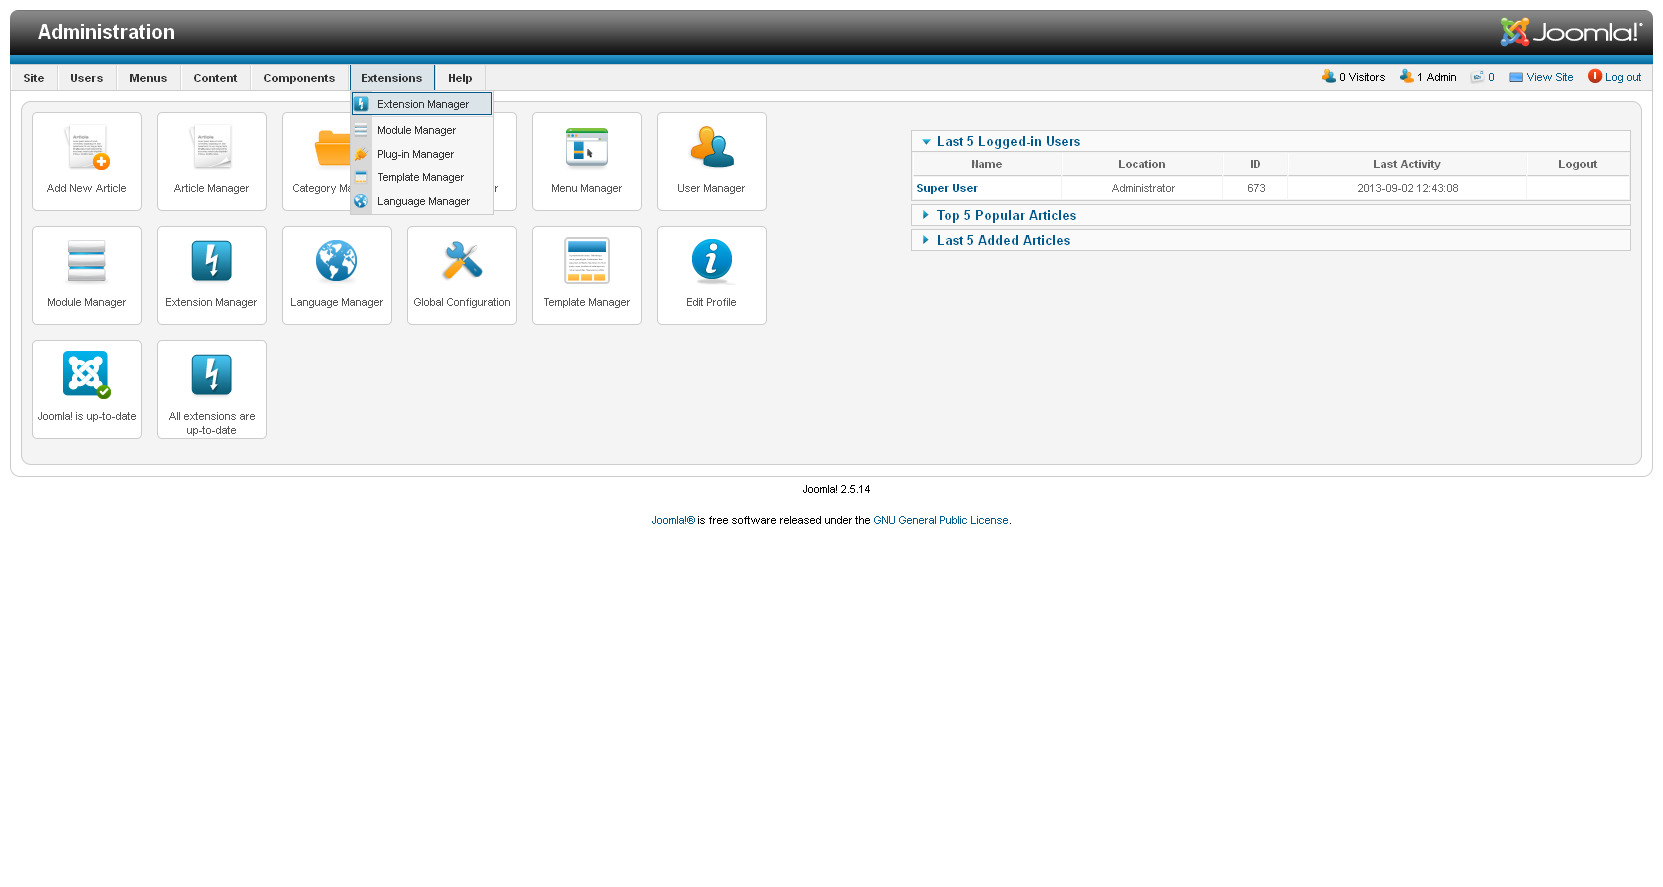 Administration
Joomla!
Site Users Menus Content Components Extensions Help
0 Visitors 1 Admin 0 View Site Log out
Extension Manager
Module Manager
Plug-in Manager
Template Manager
Language Manager
Add New Article
Article Manager
Category Ma
r
Menu Manager
User Manager
Module Manager
Extension Manager
Language Manager
Global Configuration
Template Manager
Edit Profile
Joomla! is up-to-date
All extensions are
up-to-date
Last 5 Logged-in Users
Name Location ID Last Activity Logout
Super User Administrator 673 2013-09-02 12:43:08
Top 5 Popular Articles
Last 5 Added Articles
Joomla! 2.5.14
Joomla!® is free software released under the GNU General Public License.